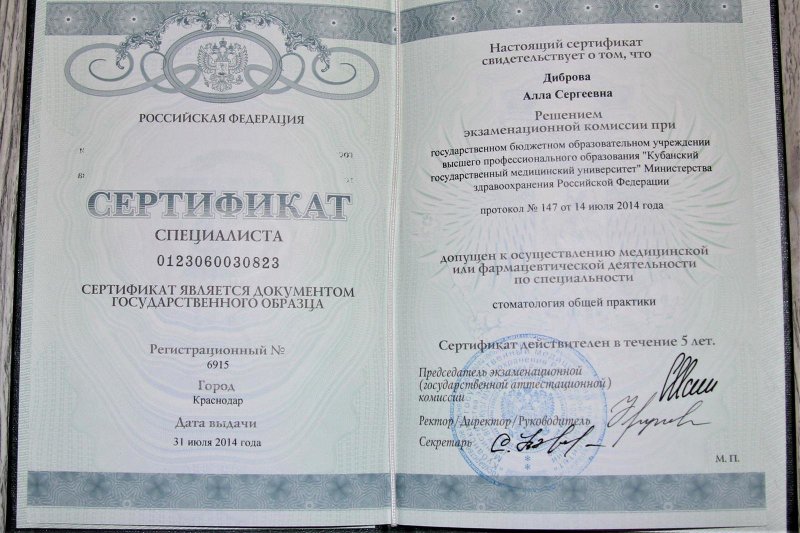 РОССИЙСКАЯ ФЕДЕРАЦИЯ
СЕРТИФИКАТ
СПЕЦИАЛИСТА
0123060030823
СЕРТИФИКАТ ЯВЛЯЕТСЯ ДОКУМЕНТОМ
ГОСУДАРСТВЕННОГО ОБРАЗЦА
Регистрационный №
6915
Город
Краснодар
Дата выдачи
31 июля 2014 года
Настоящий сертификат
свидетельствует о том, что
Диброва
Алла Сергеевна
Решением
экзаменационной комиссии при
государственном бюджетном образовательном учреждении
высшего профессионального образования "Кубанский
государственный медицинский университет" Министерства
здравоохранения Российской Федерации
протокол № 147 от 14 июля 2014 года
допущен к осуществлению медицинской
или фармацевтической деятельности
по специальности
стоматология общей практики
Сертификат действителен в течение 5 лет.
Председатель экзаменационной
(государственной аттестационной)
комиссии
Ректор/Директор/Руководитель
Секретарь
М. П.